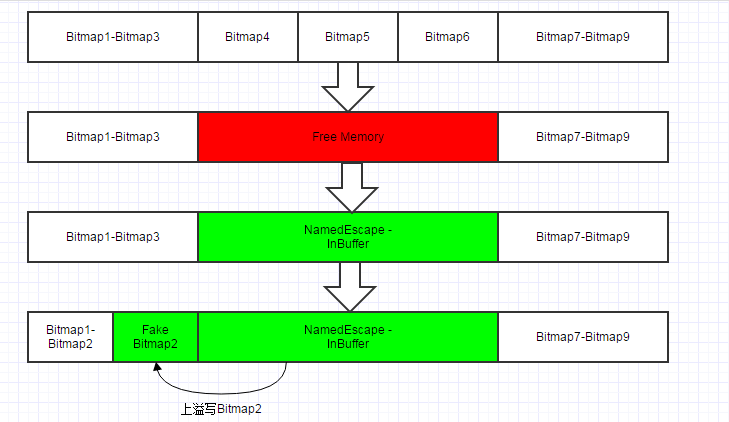 Bitmap1-Bitmap3
Bitmap4
Bitmap5
Bitmap6
Bitmap7-Bitmap9
Bitmap1-Bitmap3
Free Memory
Bitmap7-Bitmap9
Bitmap1-Bitmap3
NamedEscape -
InBuffer
Bitmap7-Bitmap9
Bitmap1-
Bitmap2
Fake
Bitmap2
NamedEscape -
InBuffer
Bitmap7-Bitmap9
上溢写Bitmap2